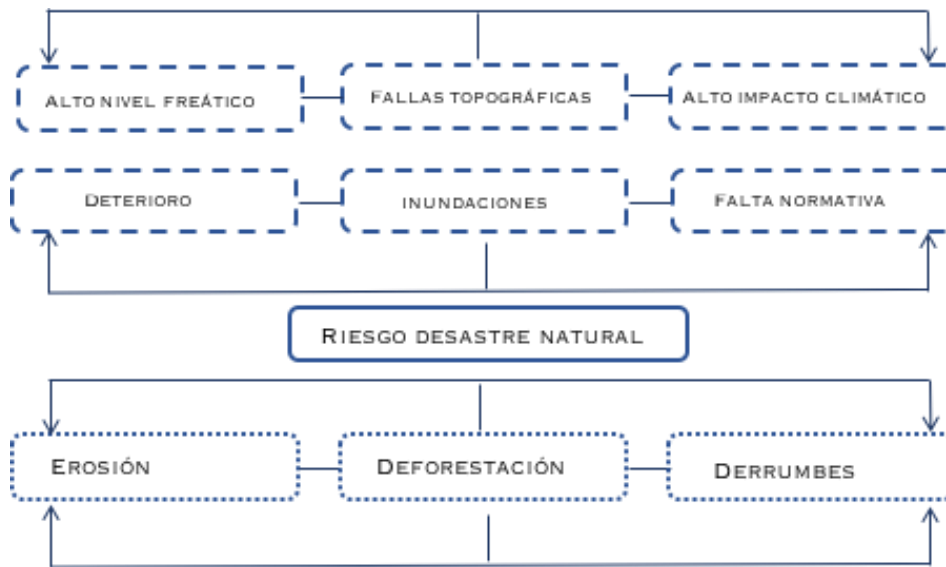 ALTO NIVEL FREÁTICO
FALLAS TOPOGRÁFICAS
ALTO IMPACTO CLIMÁTICO
DETERIORO
INUNDACIONES
FALTA NORMATIVA
RIESGO DESASTRE NATURAL
EROSIÓN
DEFORESTACIÓN
DERRUMBES